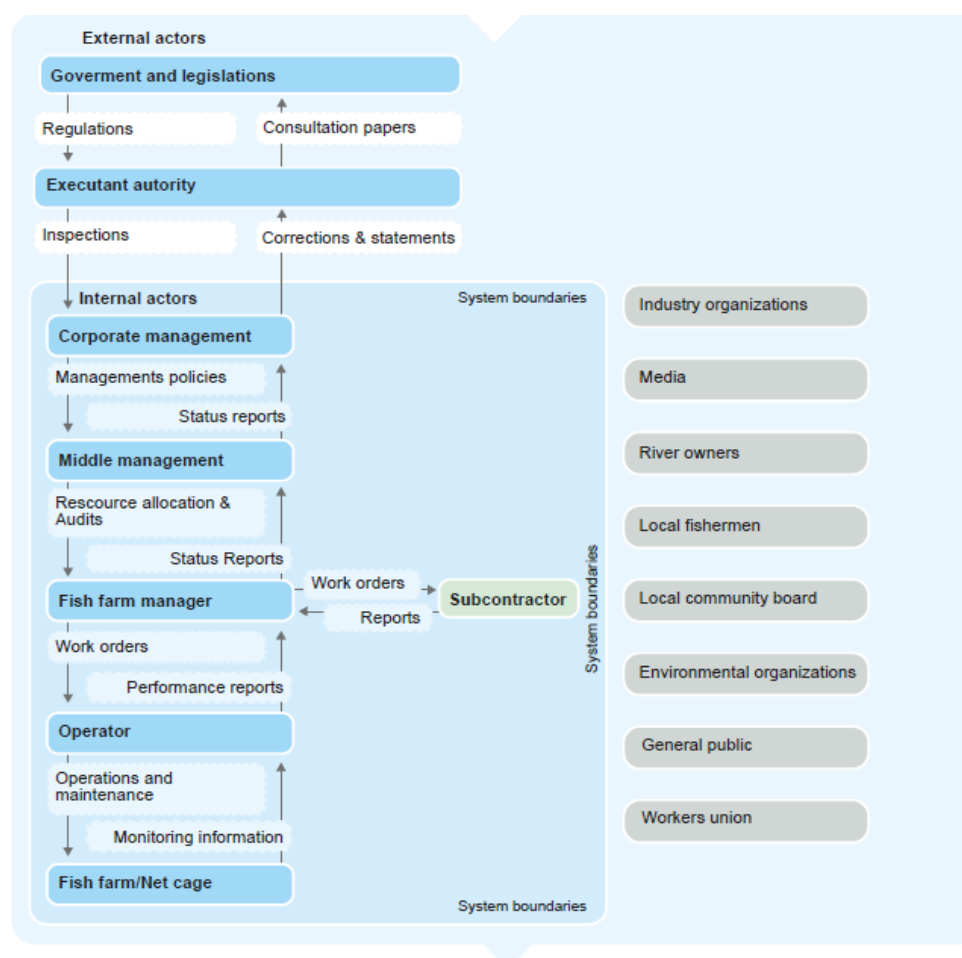 External actors
Goverment and legislations
Regulations
Consultation papers
Executant autority
Inspections
Corrections & statements
Internal actors
System boundaries
Corporate management
Managements policies
Status reports
Middle management
Rescource allocation &
Audits
Status Reports
Fish farm manager
Work orders
Reports
Subcontractor
System boundaries
Work orders
Performance reports
Operator
Operations and
maintenance
Monitoring information
Fish farm/Net cage
System boundaries
Industry organizations
Media
River owners
Local fishermen
Local community board
Environmental organizations
General public
Workers union